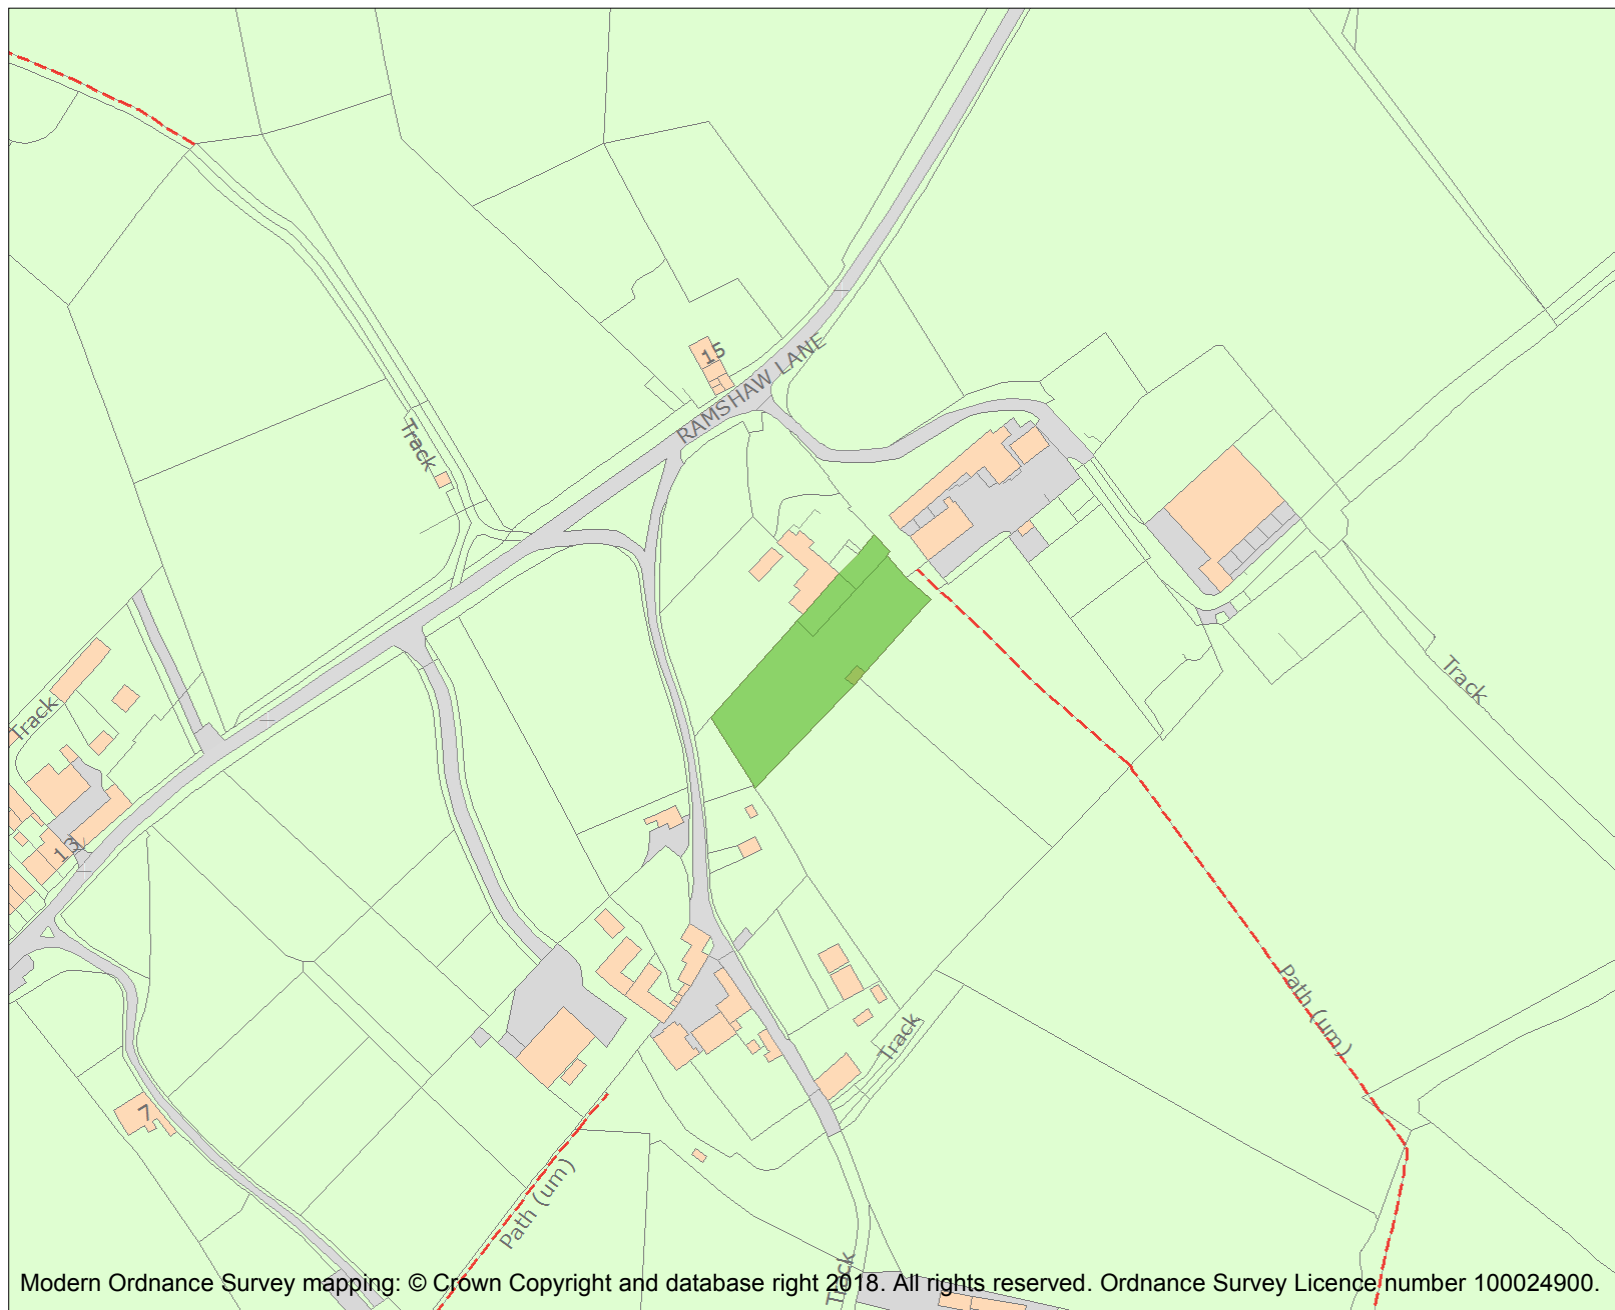 15
RAMSHAW LANE
Track
Track
Track
13
Path (um)
Track
7
Path (um)
Track
Modern Ordnance Survey mapping: © Crown Copyright and database right 2018. All rights reserved. Ordnance Survey Licence number 100024900.